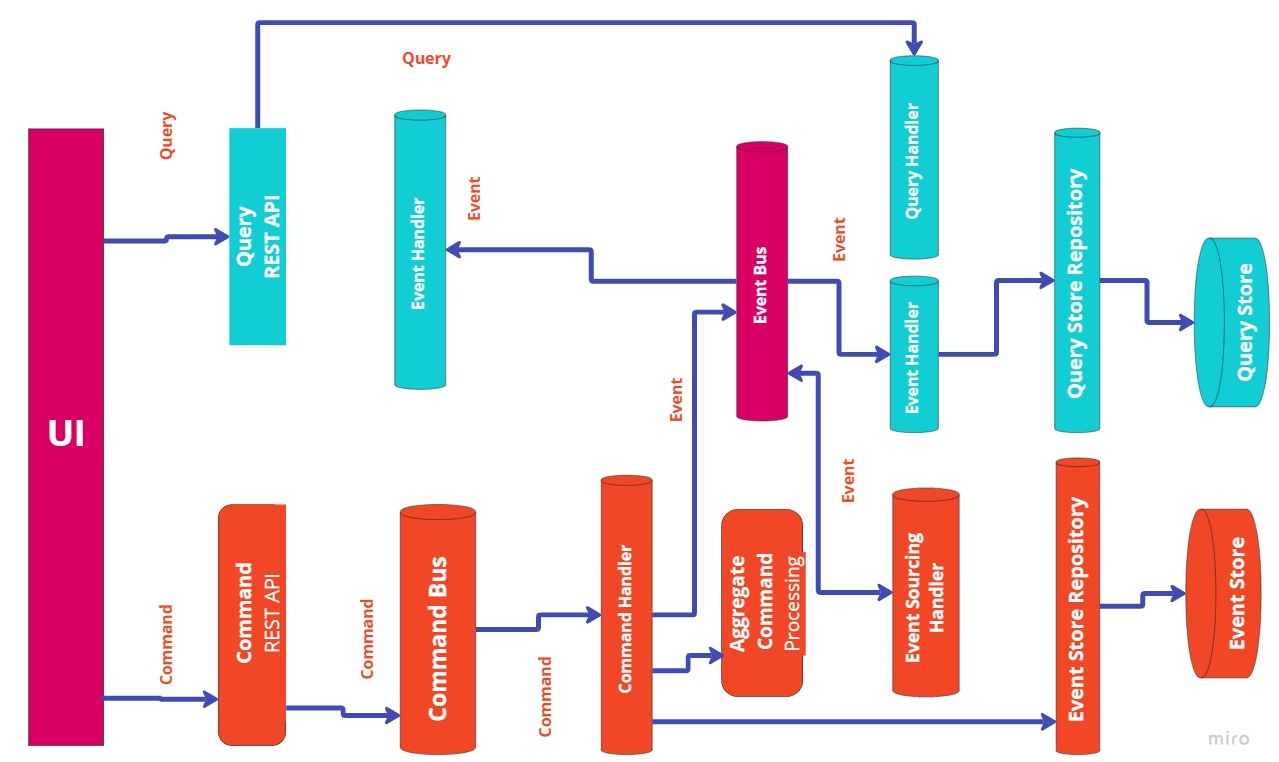 Query
Query
Query
REST API
Event Handler
Event
Event Bus
Event
Query Handler
Event Handler
Query Store Repository
Query Store
UI
Command
Command
REST API
Command
Command Bus
Command
Command Handler
Event
Aggregate
Command
Processing
Event
Event Sourcing
Handler
Event Store Repository
Event Store
miro